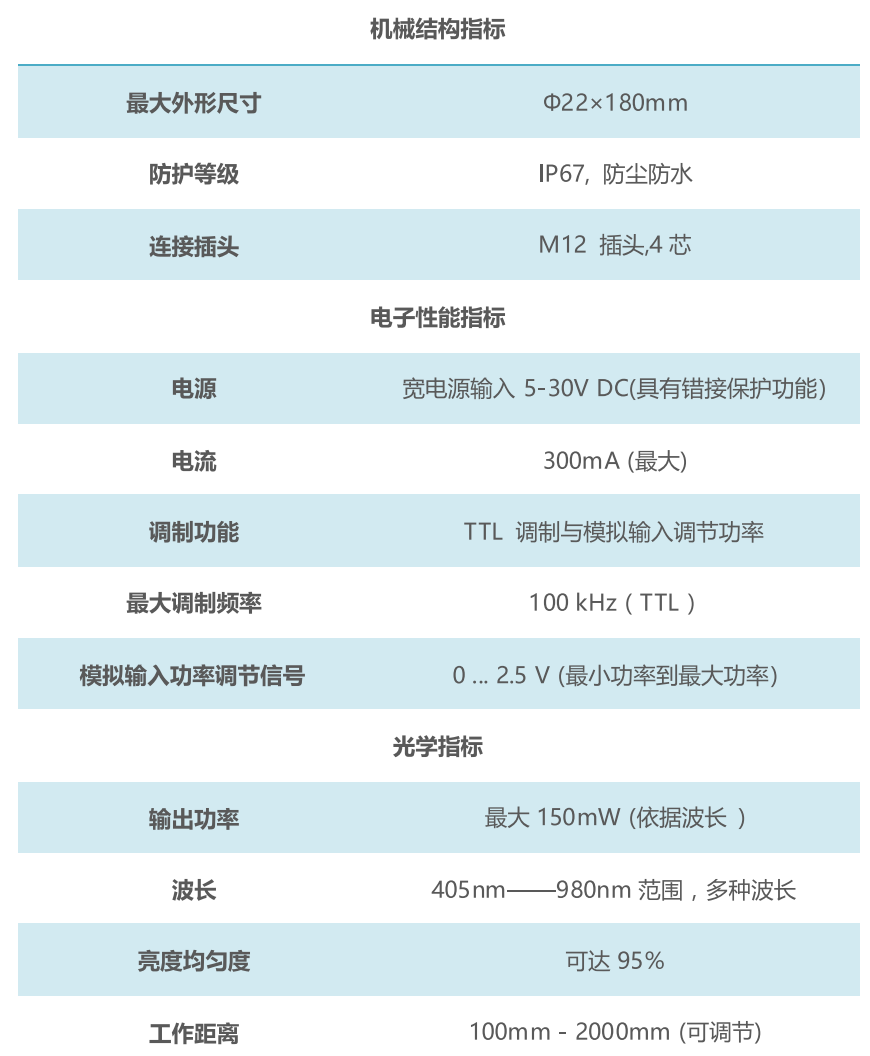 机械结构指标
最大外形尺寸 Φ22×180mm
防护等级 IP67, 防尘防水
连接插头 M12 插头,4 芯
电子性能指标
电源 宽电源输入 5-30V DC(具有错接保护功能)
电流 300mA (最大)
调制功能 TTL 调制与模拟输入调节功率
最大调制频率 100 kHz ( TTL )
模拟输入功率调节信号 0 ... 2.5 V (最小功率到最大功率)
光学指标
输出功率 最大 150mW (依据波长 )
波长 405nm——980nm 范围，多种波长
亮度均匀度 可达 95%
工作距离 100mm - 2000mm (可调节)